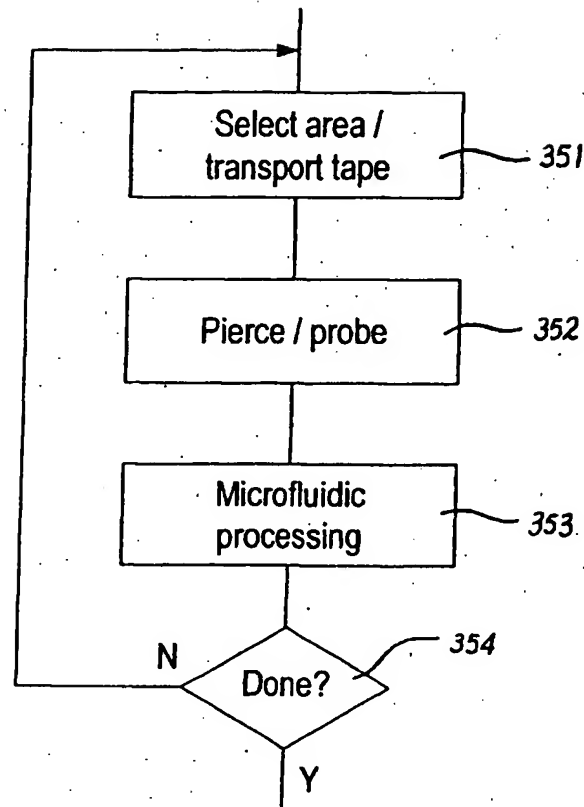 Select area /
transport tape
351
Pierce / probe
352
Microfluidic
processing
353
354
N
Done?
Y